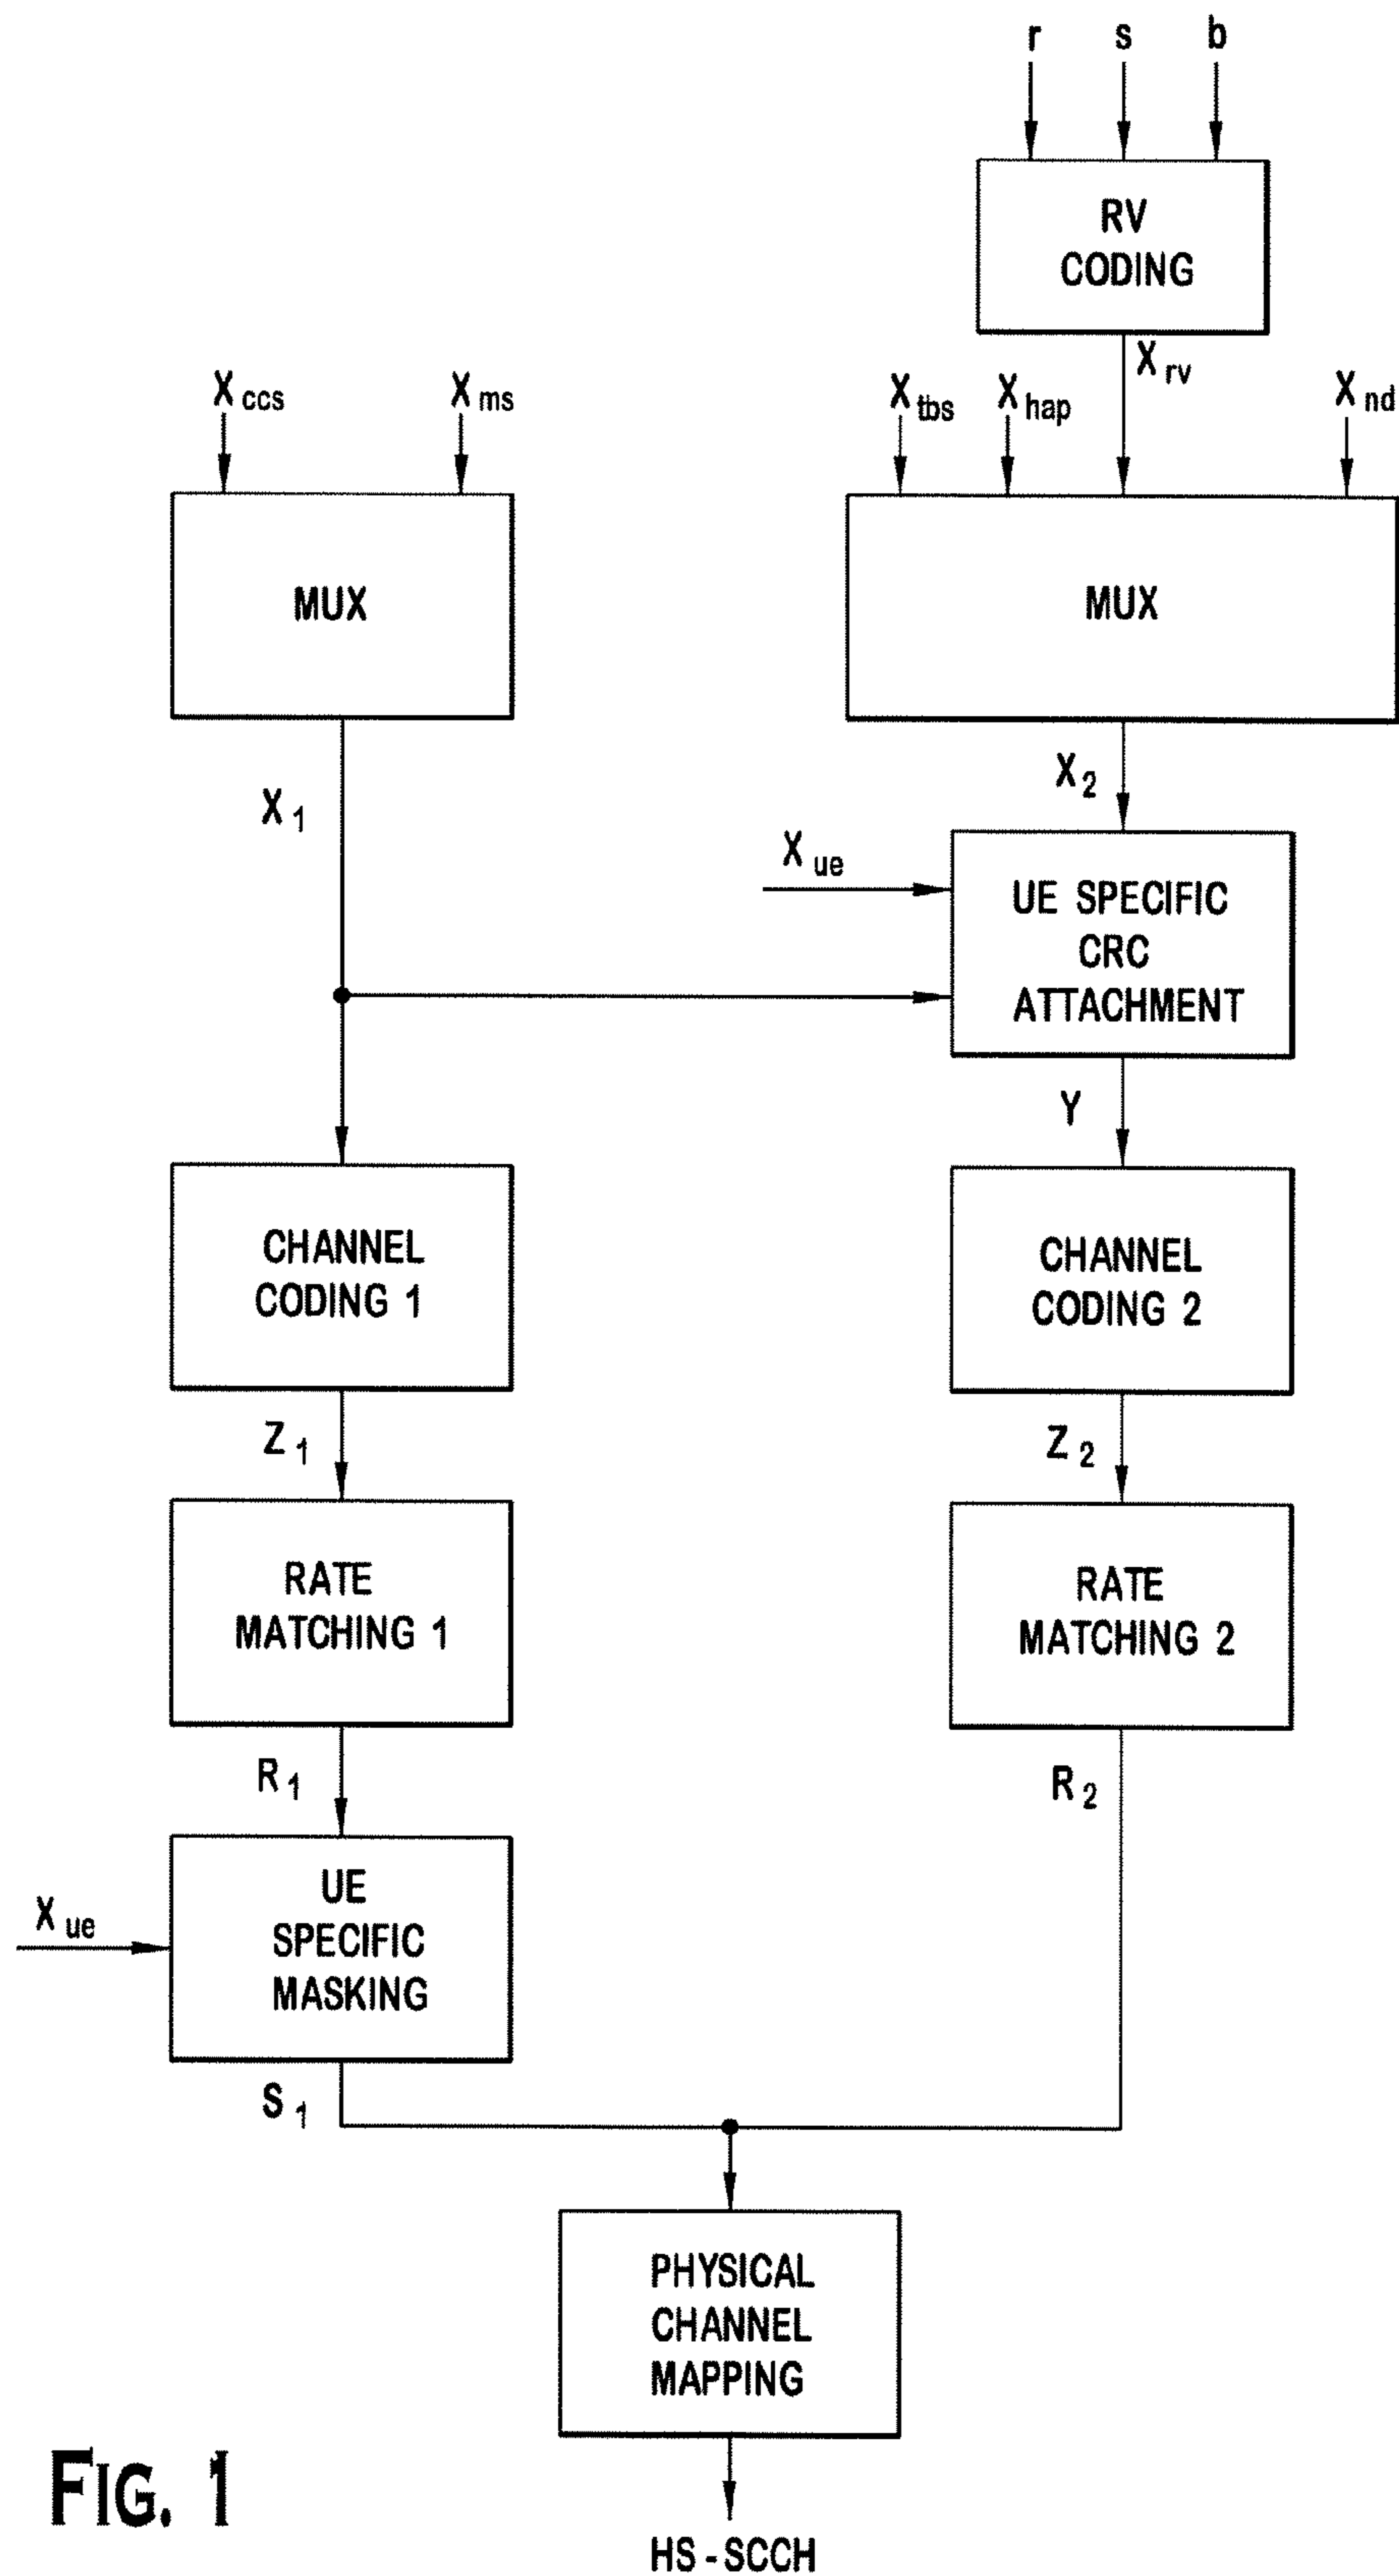 r s b
RV
CODING
X rv
X ccs X ms X tbs X hap X nd
MUX MUX
X 1 X 2
X ue
UE SPECIFIC
CRC
ATTACHMENT
Y
CHANNEL
CODING 1
CHANNEL
CODING 2
Z 1 Z 2
RATE
MATCHING 1
RATE
MATCHING 2
R 1 R 2
X ue
UE
SPECIFIC
MASKING
S 1
PHYSICAL
CHANNEL
MAPPING
HS - SCCH
FIG. 1